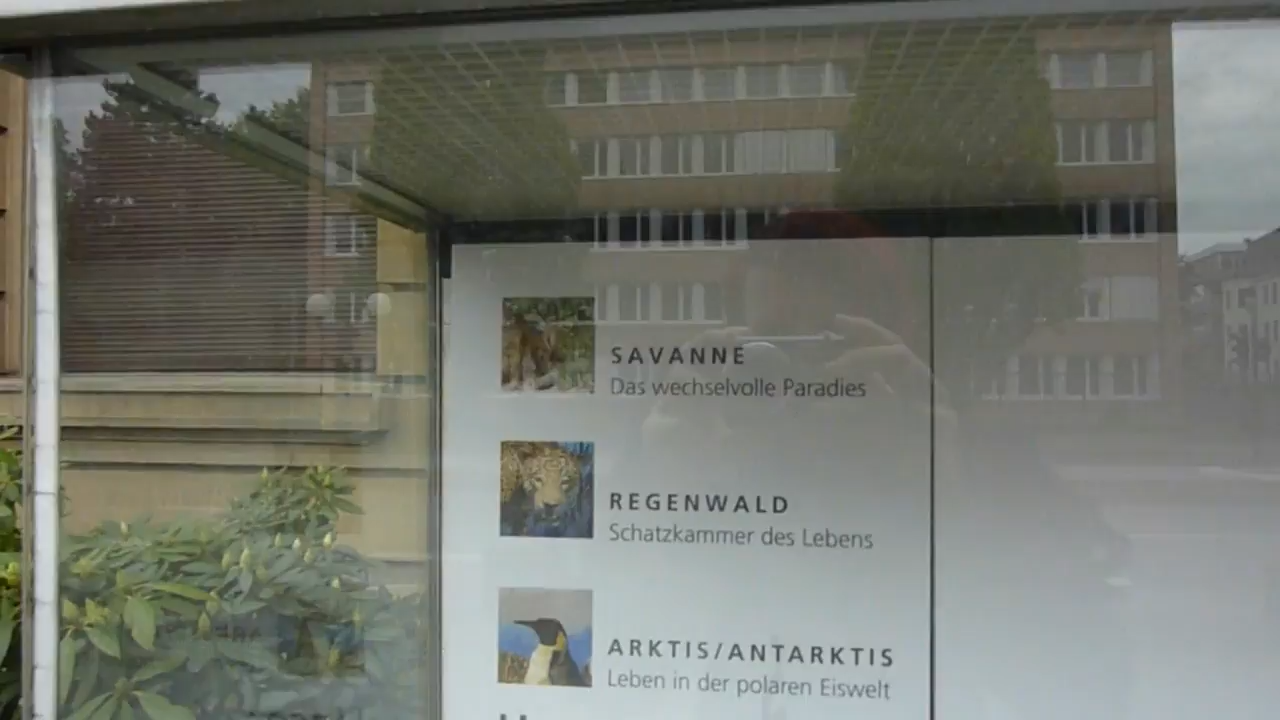 SAVANNE
Das wechselvolle Paradies
REGENWALD
Schatzkammer des Lebens
ARKTIS/ANTARKTIS
Leben in der polaren Eiswelt